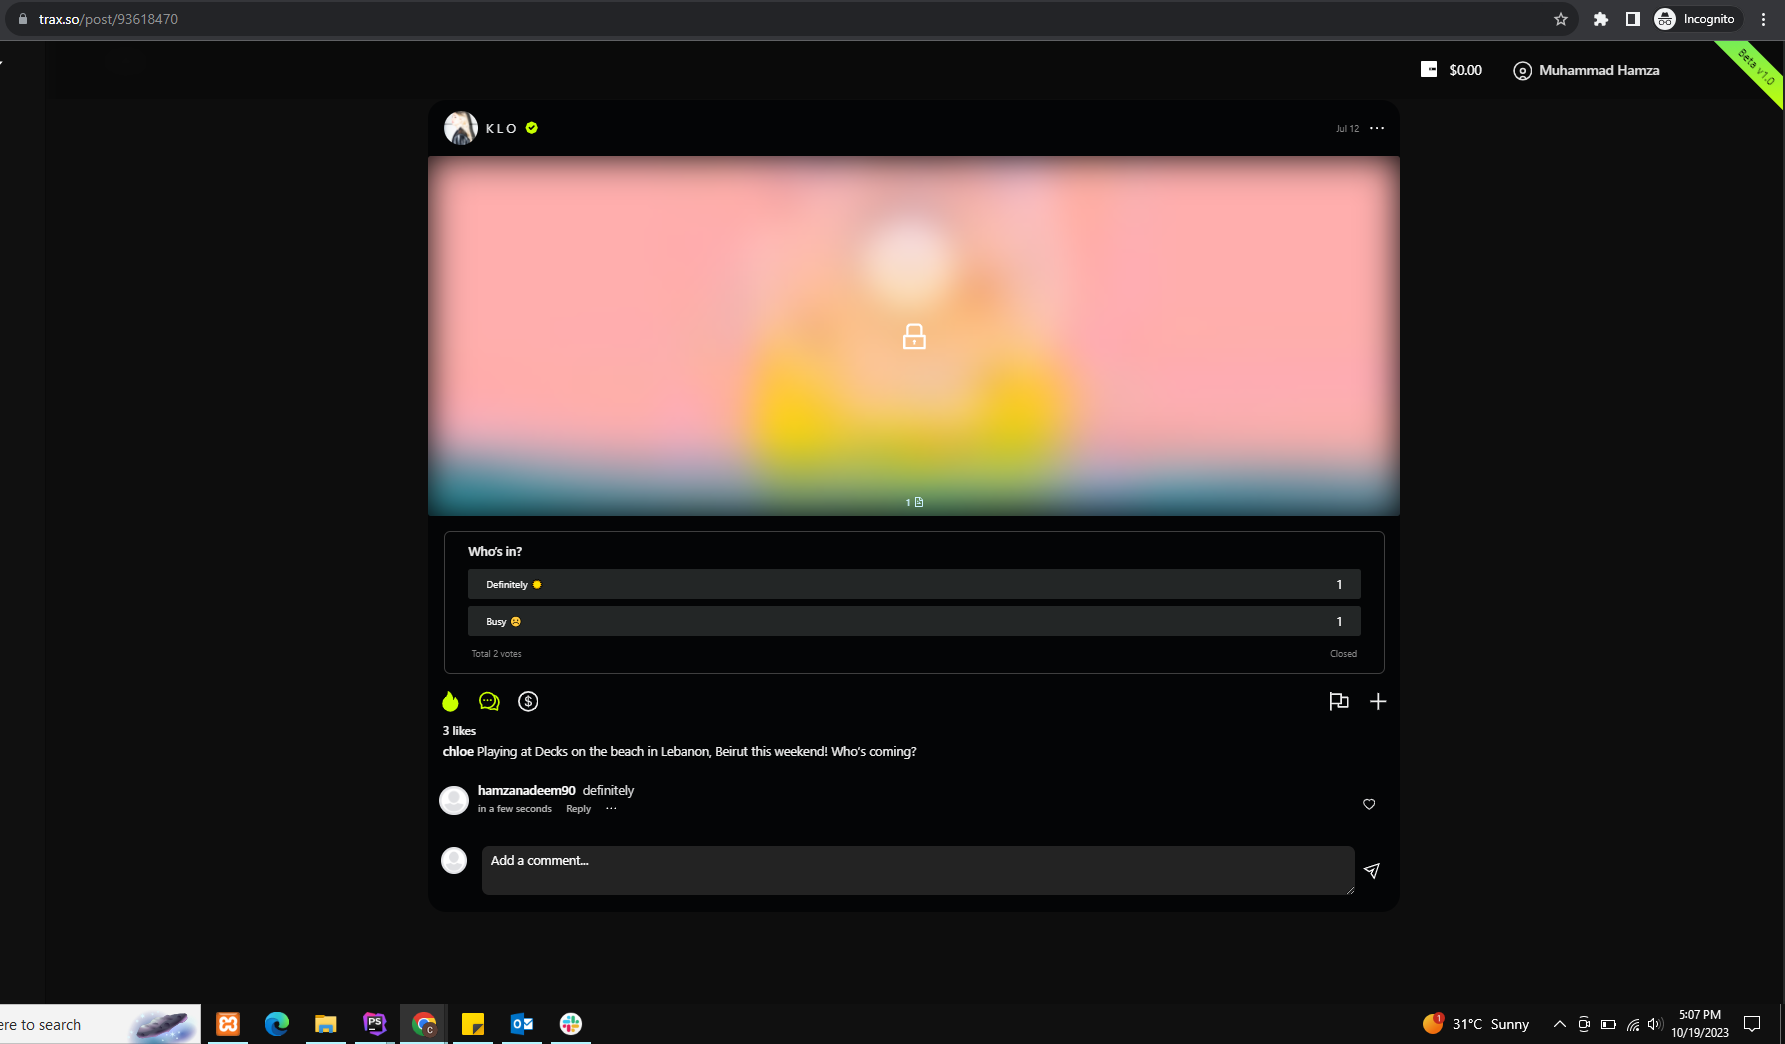 trax.so/post/93618470
Incognito
$0.00
Muhammad Hamza
Beta v1.0
KLO
Jul 12
1
Who's in?
Definitely
1
Busy
1
Total 2 votes
Closed
3 likes
chloe Playing at Decks on the beach in Lebanon, Beirut this weekend! Who's coming?
hamzanadeem90 definitely
in a few seconds Reply ...
Add a comment...
ere to search
PS
C
1
31°C Sunny
5:07 PM
10/19/2023